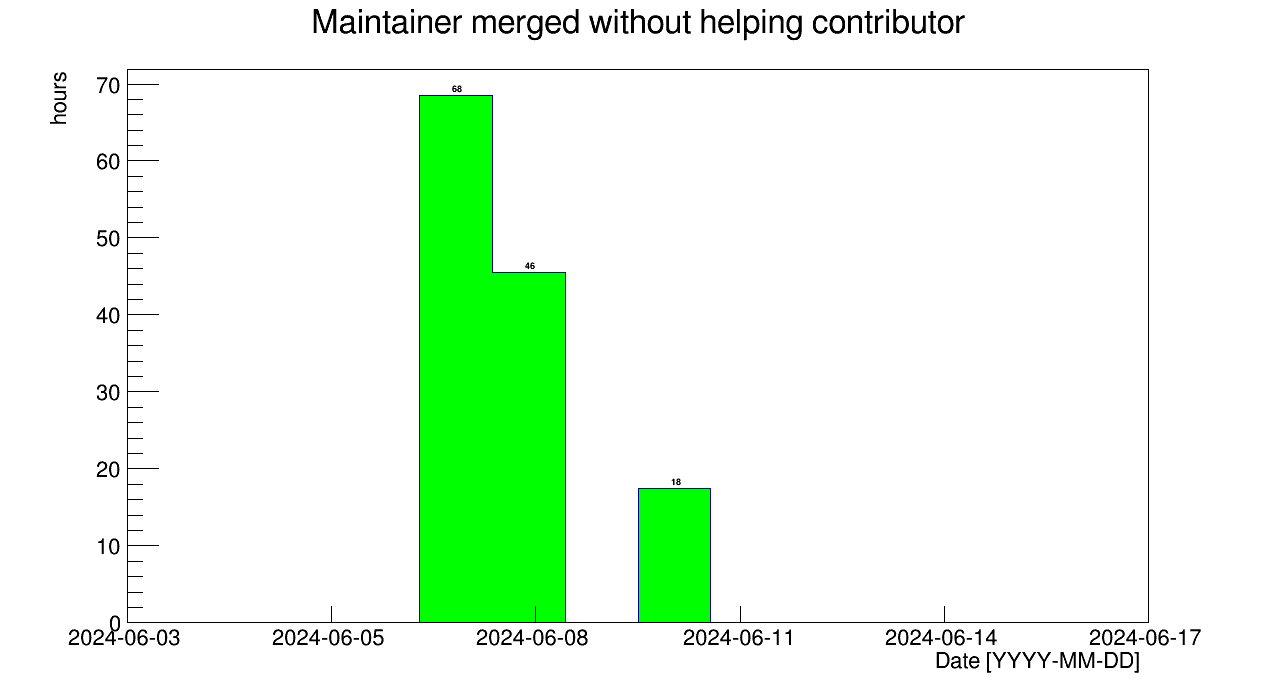 Maintainer merged without helping contributor
hours
70
60
50
40
30
20
10
0
68
46
18
2024-06-03 2024-06-05 2024-06-08 2024-06-11 2024-06-14 2024-06-17
Date [YYYY-MM-DD]